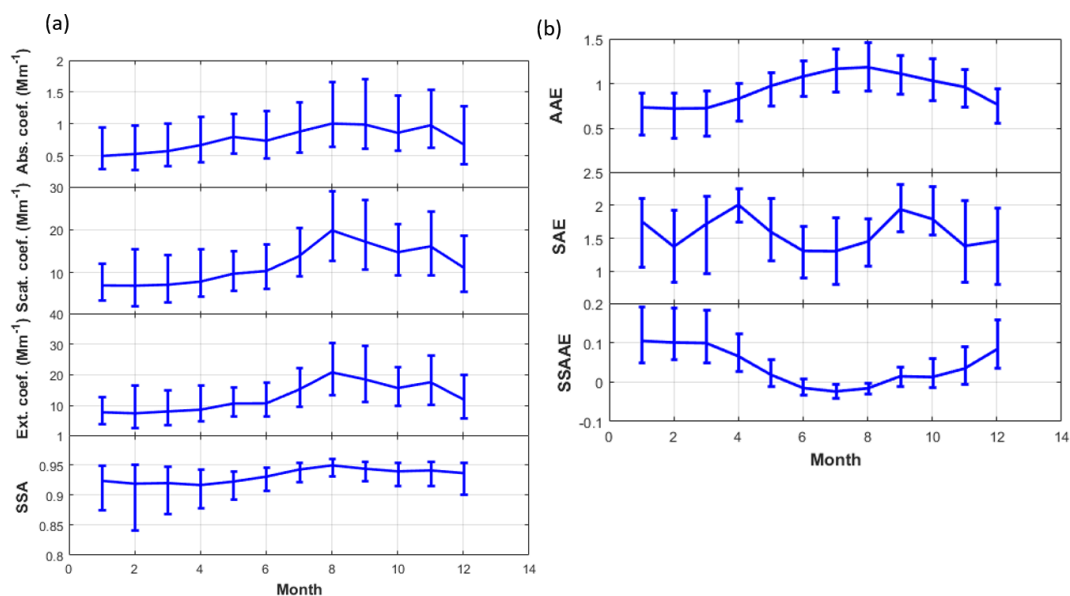 (a)
2
1.5
1
0.5
Abs. coef. (Mm-1)
30
20
10
Scat. coef. (Mm-1)
40
30
20
10
Ext. coef. (Mm-1)
1
0.95
0.9
0.85
0.8
SSA
0 2 4 6 8 10 12 14
Month
(b)
1.5
1
0.5
AAE
2.5
2
1.5
1
SAE
0.2
0.1
0
-0.1
SSAAE
0 2 4 6 8 10 12 14
Month